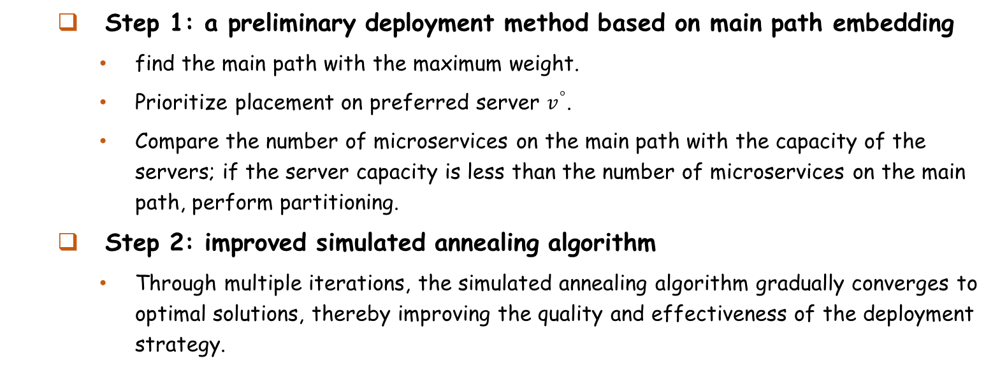 ❑ Step 1: a preliminary deployment method based on main path embedding
• find the main path with the maximum weight.
• Prioritize placement on preferred server v°.
• Compare the number of microservices on the main path with the capacity of the
servers; if the server capacity is less than the number of microservices on the main
path, perform partitioning.
❑ Step 2: improved simulated annealing algorithm
• Through multiple iterations, the simulated annealing algorithm gradually converges to
optimal solutions, thereby improving the quality and effectiveness of the deployment
strategy.